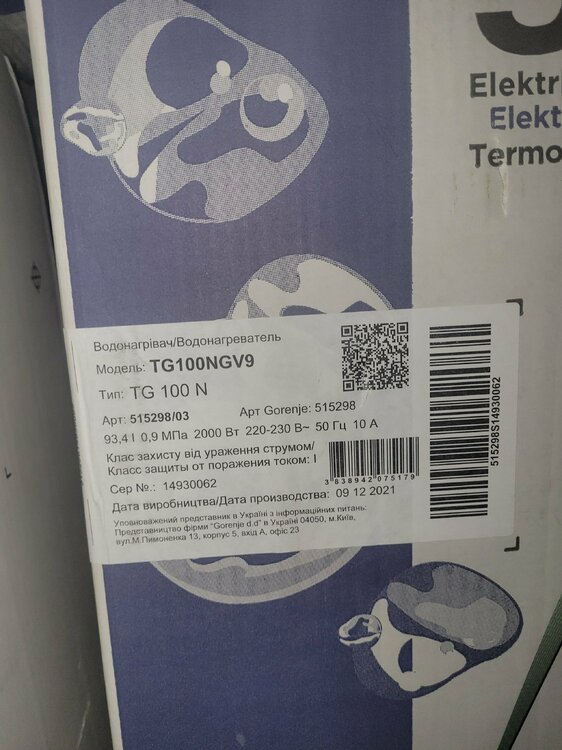 Elektr
Elekt
Termo
Водонагрівач/Водонагреватель
Модель: TG100NGV9
Тип: TG 100 N
Арт: 515298/03 Арт Gorenje: 515298
93,4 l 0,9 МПа 2000 Вт 220-230 В~ 50 Гц 10 А
Клас захисту від ураження струмом/
Класс защиты от поражения током: I
3838942075179
Сер №.: 14930062
Дата виробництва/Дата производства: 09 12 2021
Уповноважений представник в Україні з інформаційних питань:
Представництво фірми "Gorenje d.d" в Україні 04050, м.Київ,
вул.М.Пимоненка 13, корпус 5, вхід А, офіс 23
515298S14930062